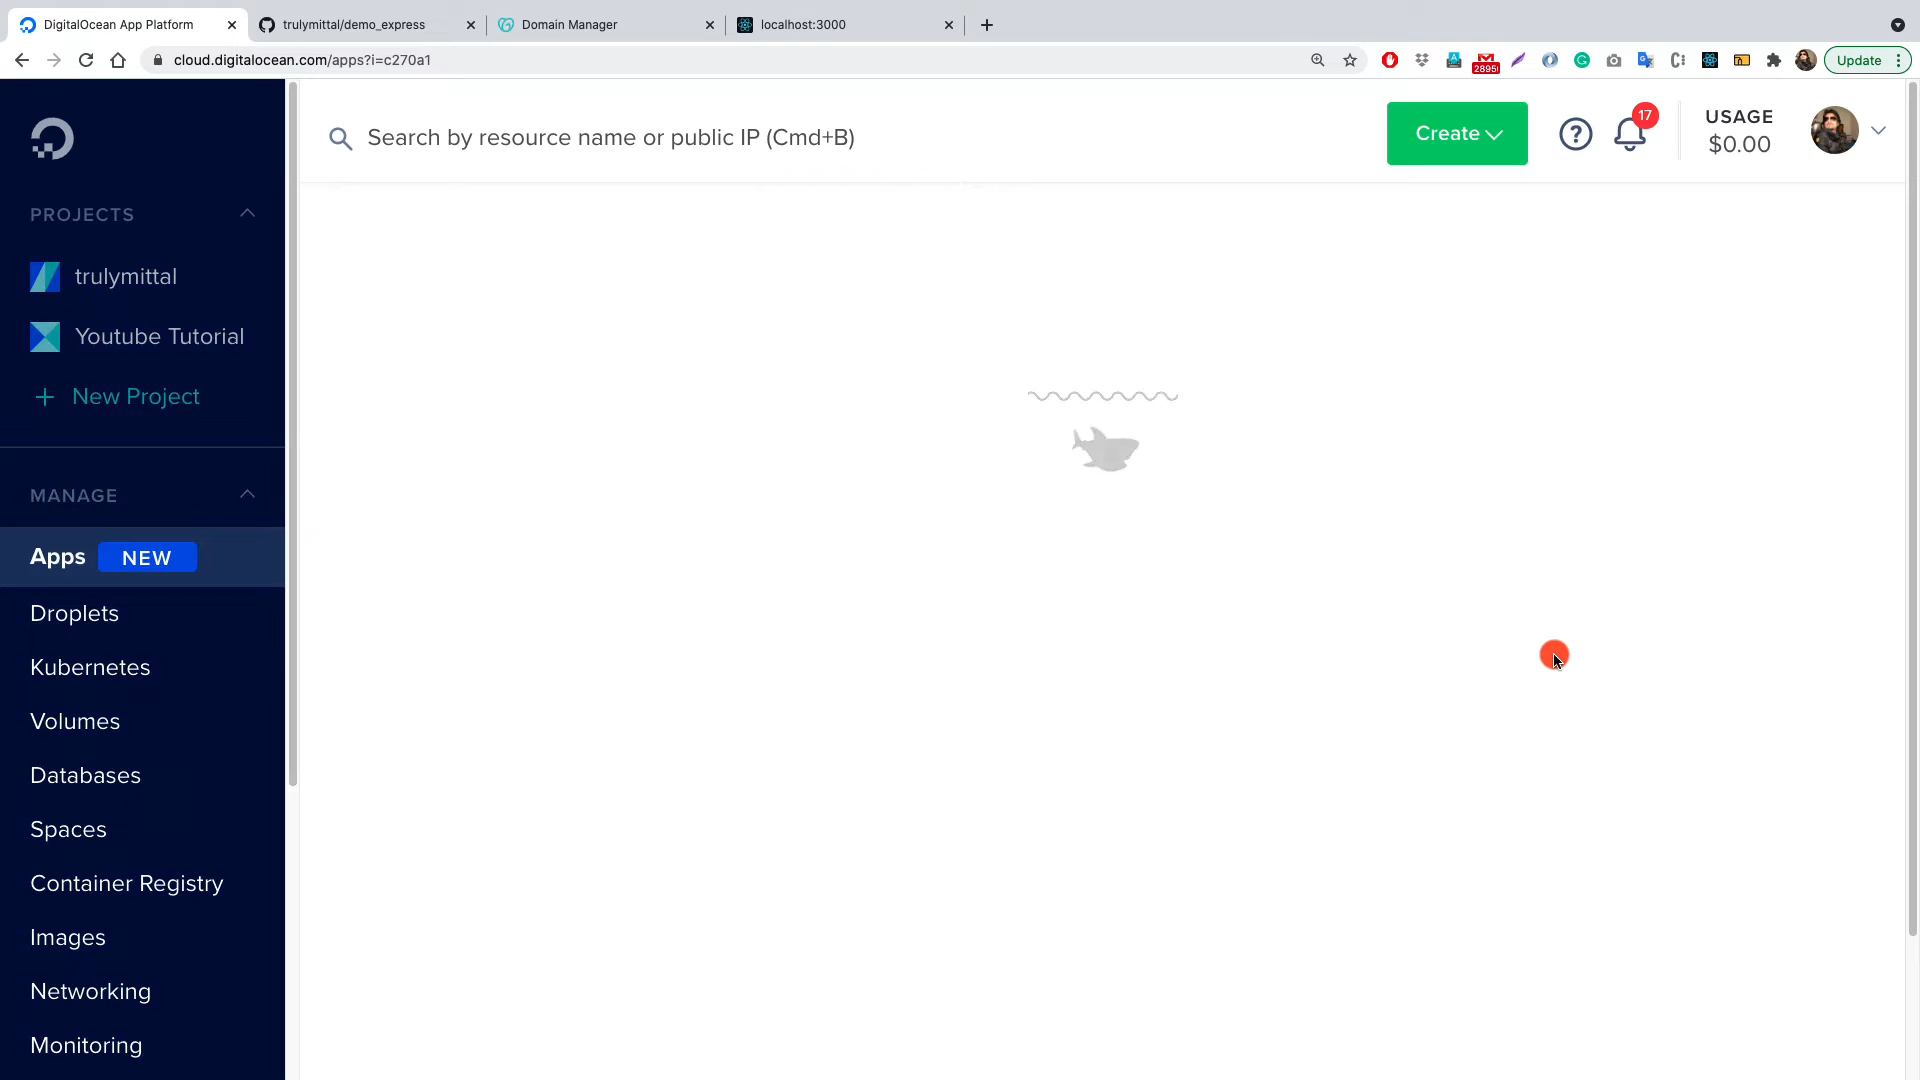 DigitalOcean App Platform
trulymittal/demo_express
Domain Manager
localhost:3000
cloud.digitalocean.com/apps?i=c270a1
Update
Search by resource name or public IP (Cmd+B)
Create
17
USAGE
$0.00
PROJECTS
trulymittal
Youtube Tutorial
New Project
MANAGE
Apps NEW
Droplets
Kubernetes
Volumes
Databases
Spaces
Container Registry
Images
Networking
Monitoring